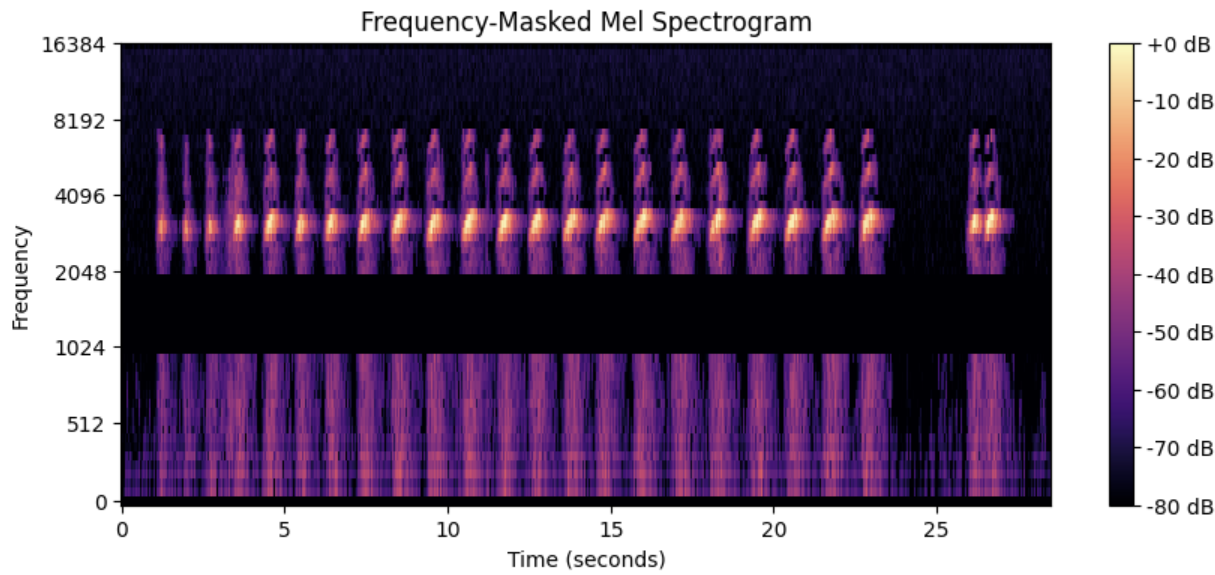 Frequency-Masked Mel Spectrogram
16384
8192
4096
2048
1024
512
0
Frequency
0
5
10
15
20
25
Time (seconds)
+0 dB
-10 dB
-20 dB
-30 dB
-40 dB
-50 dB
-60 dB
-70 dB
-80 dB